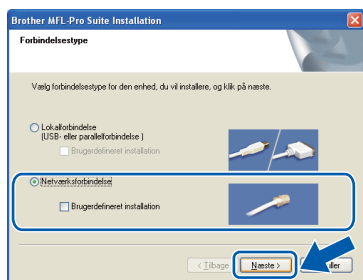 Brother MFL-Pro Suite Installation
Forbindelsestype
Vælg forbindelsestype for den enhed, du vil installere, og klik på næste.
Lokalforbindelse
(USB- eller parallelforbindelse )
Brugerdefineret installation
Netværksforbindelse
Brugerdefineret installation
< Tilbage
Næste >